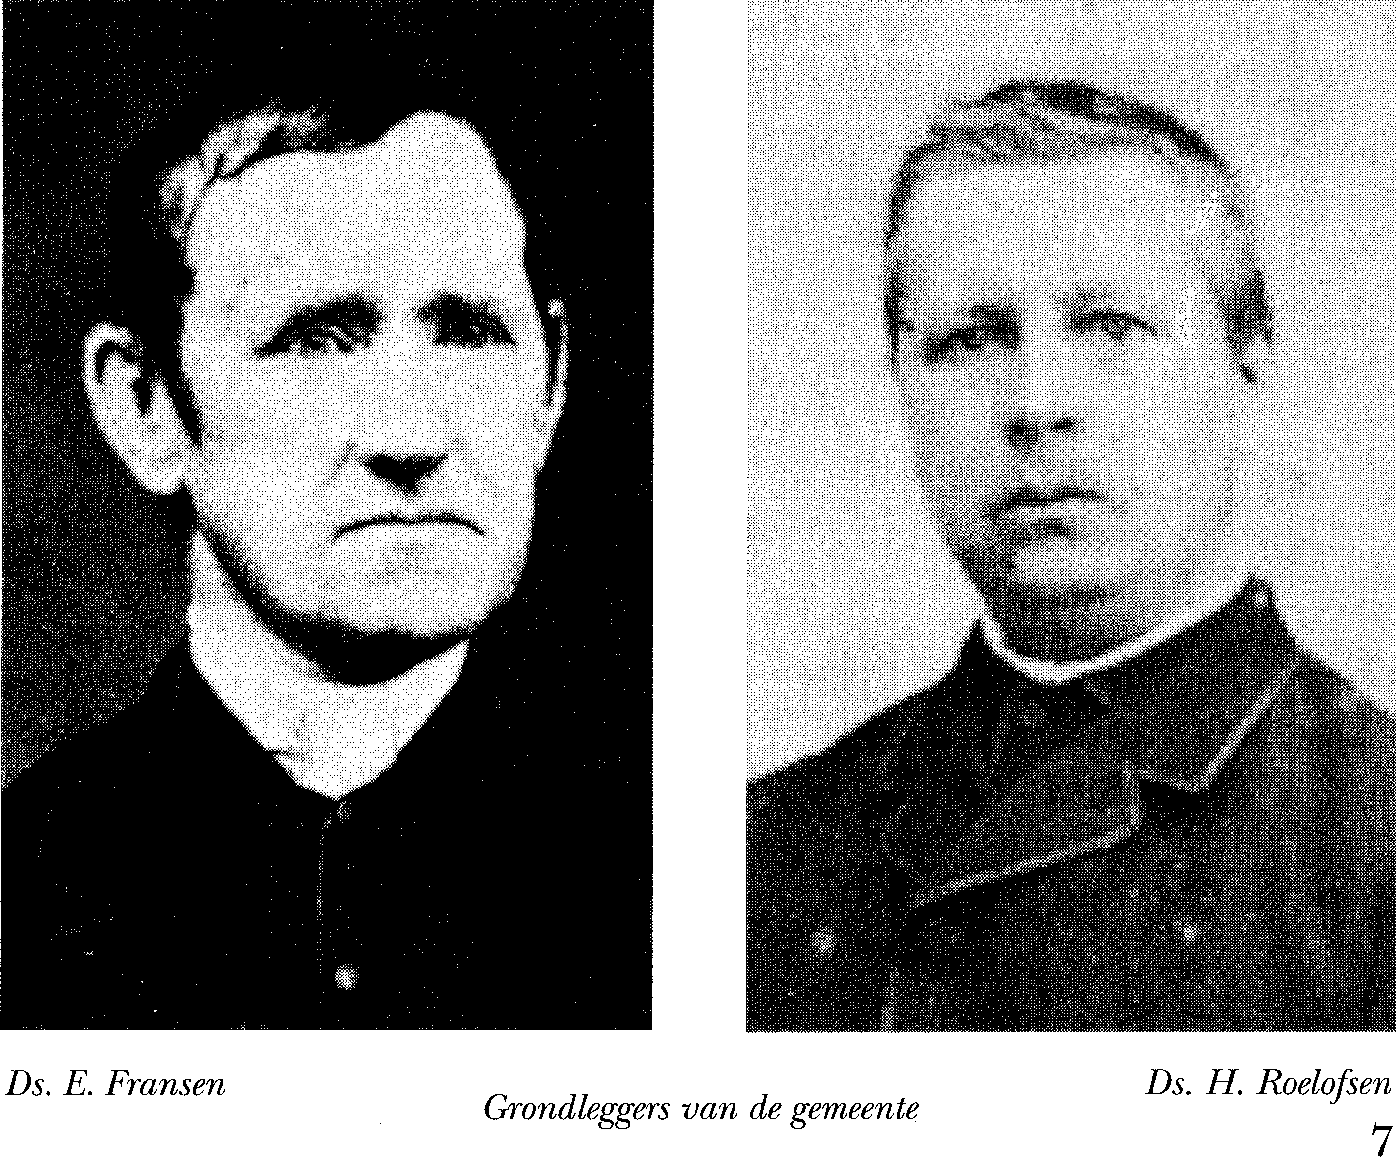 Ds. E. Fransen
Ds. H. Roelofsen
Grondleggers van de gemeente
7